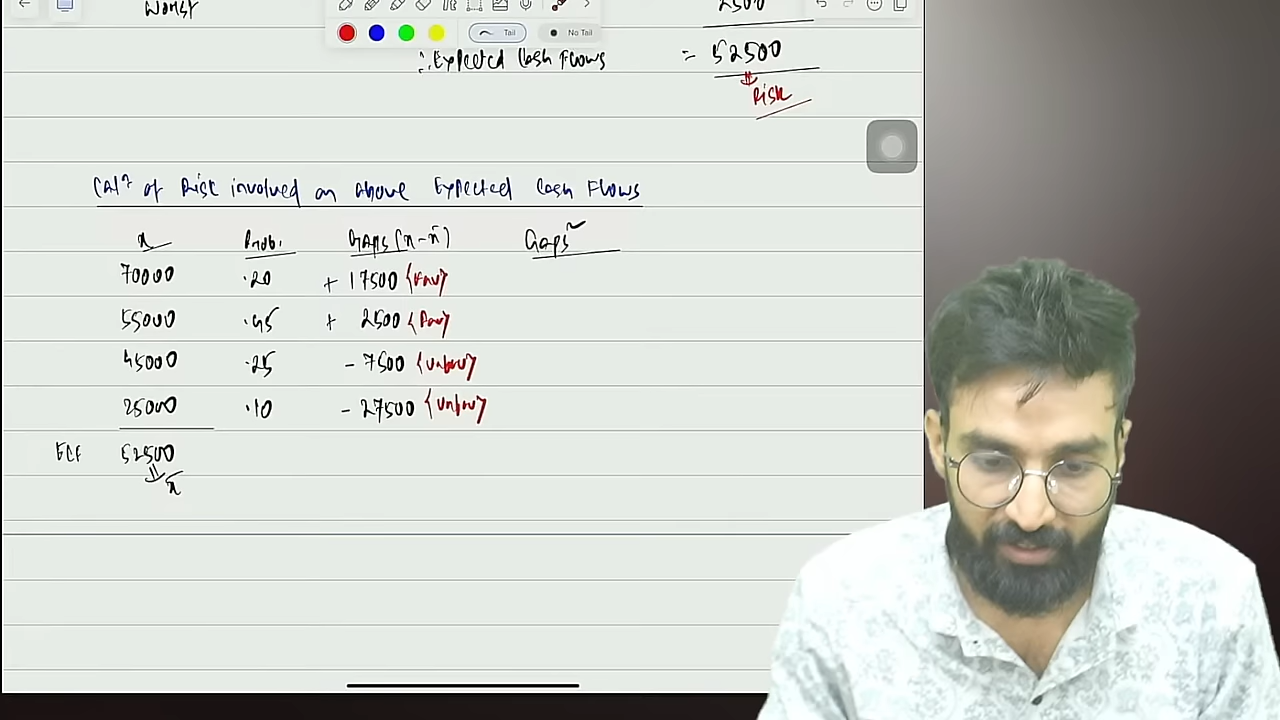 Worst
2500
Tail
No Tail
∴ Expected Cash Flows = 52500
Risk
Calⁿ of Risk involved on above Expected Cash Flows
x Prob. Gaps (x-x̄) Gaps²
70000 .20 + 17500 {Fav}
55000 .45 + 2500 {Fav}
45000 .25 - 7500 {Unfav}
25000 .10 - 27500 {Unfav}
ECF 52500
x̄